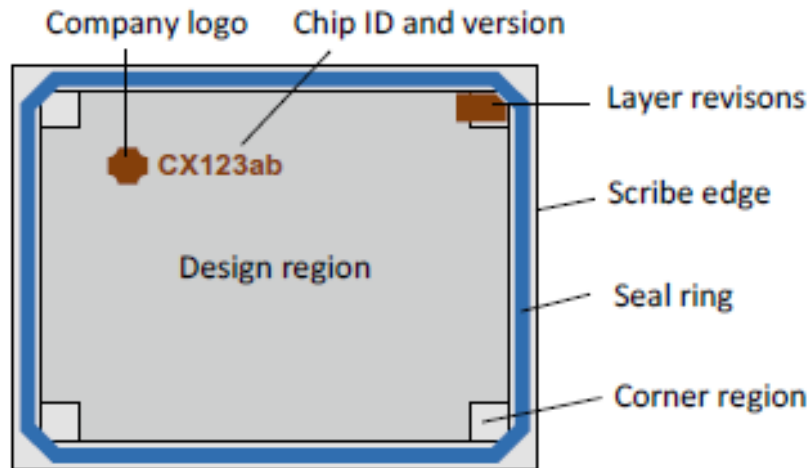 Company logo
Chip ID and version
Layer revisons
CX123ab
Scribe edge
Design region
Seal ring
Corner region